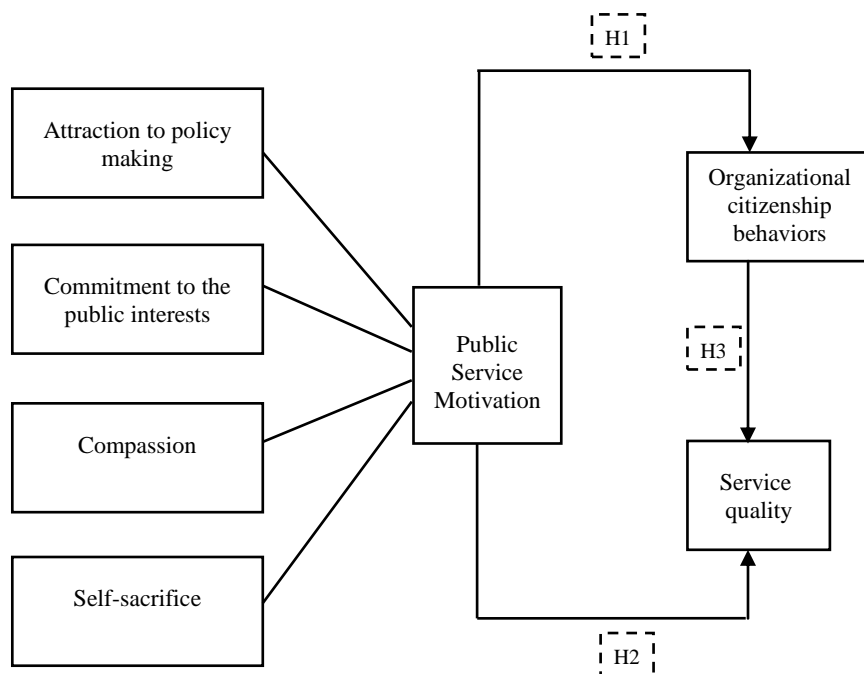 H1
Attraction to policy
making
Organizational
citizenship
behaviors
Commitment to the
public interests
Public
Service
Motivation
H3
Compassion
Service
quality
Self-sacrifice
H2